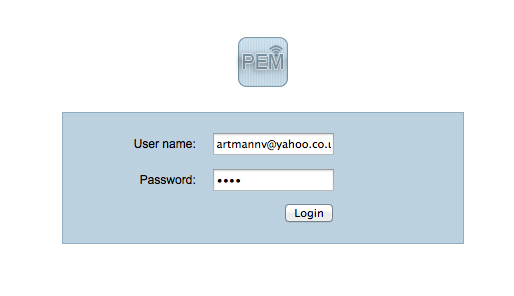 PEM
User name: artmannv@yahoo.co.u
Password: ••••
Login